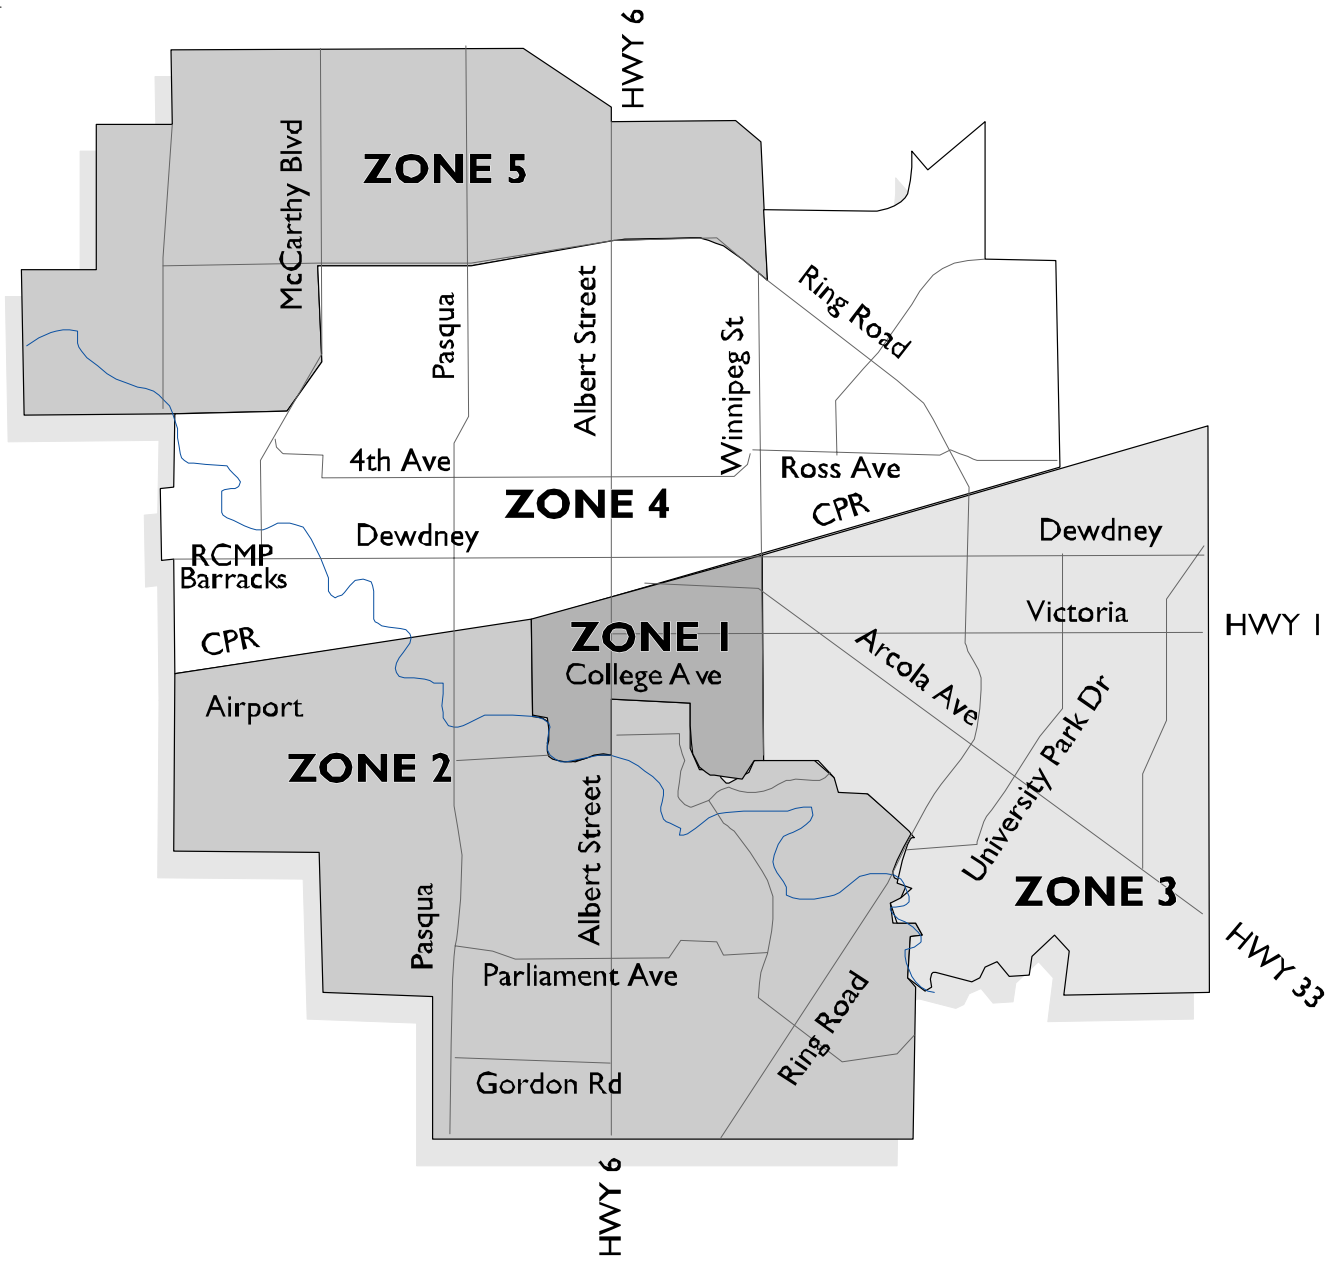 HWY 6
McCarthy Blvd
ZONE 5
Pasqua
Albert Street
Winnipeg St
Ring Road
4th Ave
Ross Ave
ZONE 4
CPR
Dewdney
Dewdney
RCMP
Barracks
CPR
ZONE 1
College Ave
Victoria
HWY 1
Arcola Ave
University Park Dr
Airport
ZONE 2
Albert Street
ZONE 3
Pasqua
HWY 33
Parliament Ave
Ring Road
Gordon Rd
HWY 6